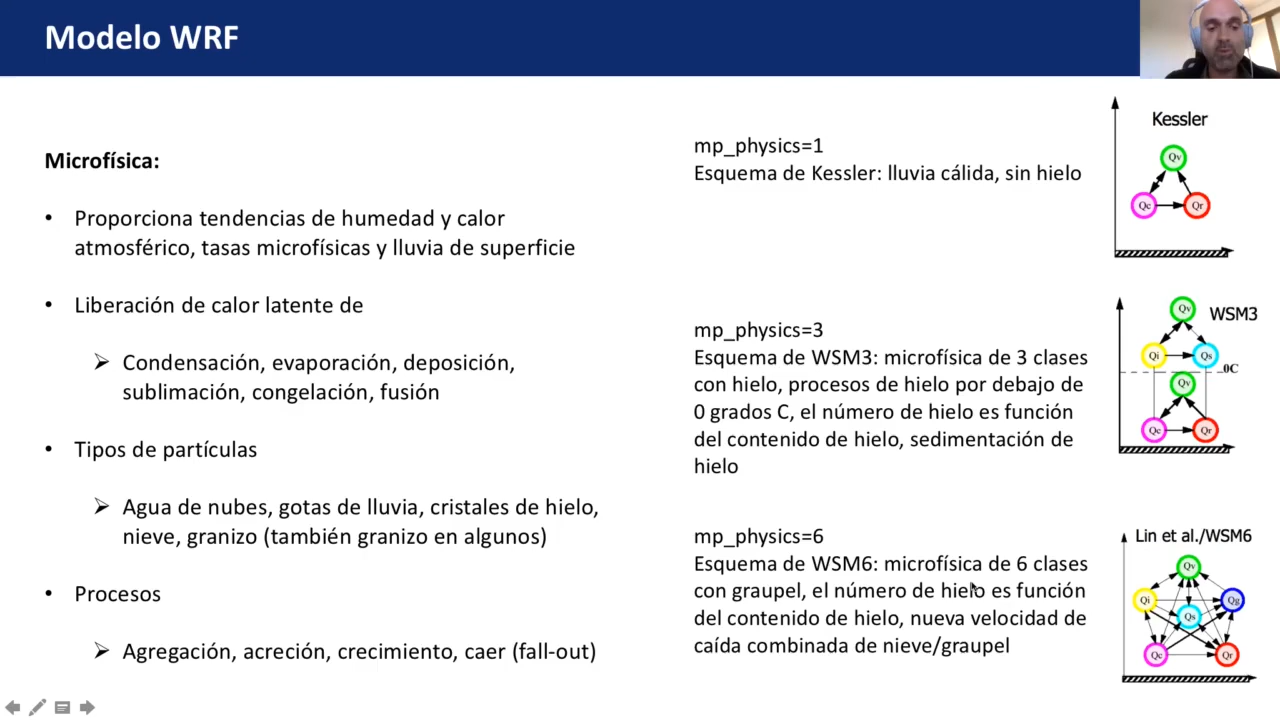 Modelo WRF
Microfísica:
• Proporciona tendencias de humedad y calor
atmosférico, tasas microfísicas y lluvia de superficie
• Liberación de calor latente de
➢ Condensación, evaporación, deposición,
sublimación, congelación, fusión
• Tipos de partículas
➢ Agua de nubes, gotas de lluvia, cristales de hielo,
nieve, granizo (también granizo en algunos)
• Procesos
➢ Agregación, acreción, crecimiento, caer (fall-out)
mp_physics=1
Esquema de Kessler: lluvia cálida, sin hielo
Kessler
Qv
Qc Qr
mp_physics=3
Esquema de WSM3: microfísica de 3 clases
con hielo, procesos de hielo por debajo de
0 grados C, el número de hielo es función
del contenido de hielo, sedimentación de
hielo
WSM3
Qv
Qi Qs
0C
Qv
Qc Qr
mp_physics=6
Esquema de WSM6: microfísica de 6 clases
con graupel, el número de hielo es función
del contenido de hielo, nueva velocidad de
caída combinada de nieve/graupel
Lin et al./WSM6
Qv
Qi Qg
Qs
Qc Qr